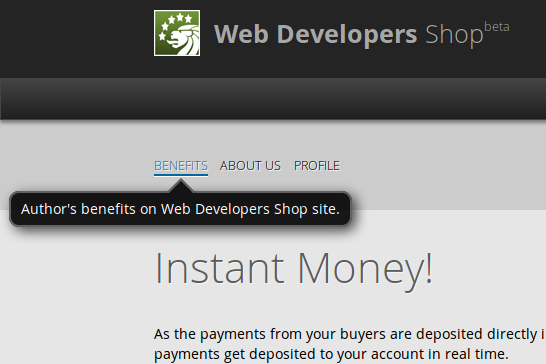 Web Developers Shop beta
BENEFITS ABOUT US PROFILE
Author's benefits on Web Developers Shop site.
Instant Money!
As the payments from your buyers are deposited directly
payments get deposited to your account in real time.